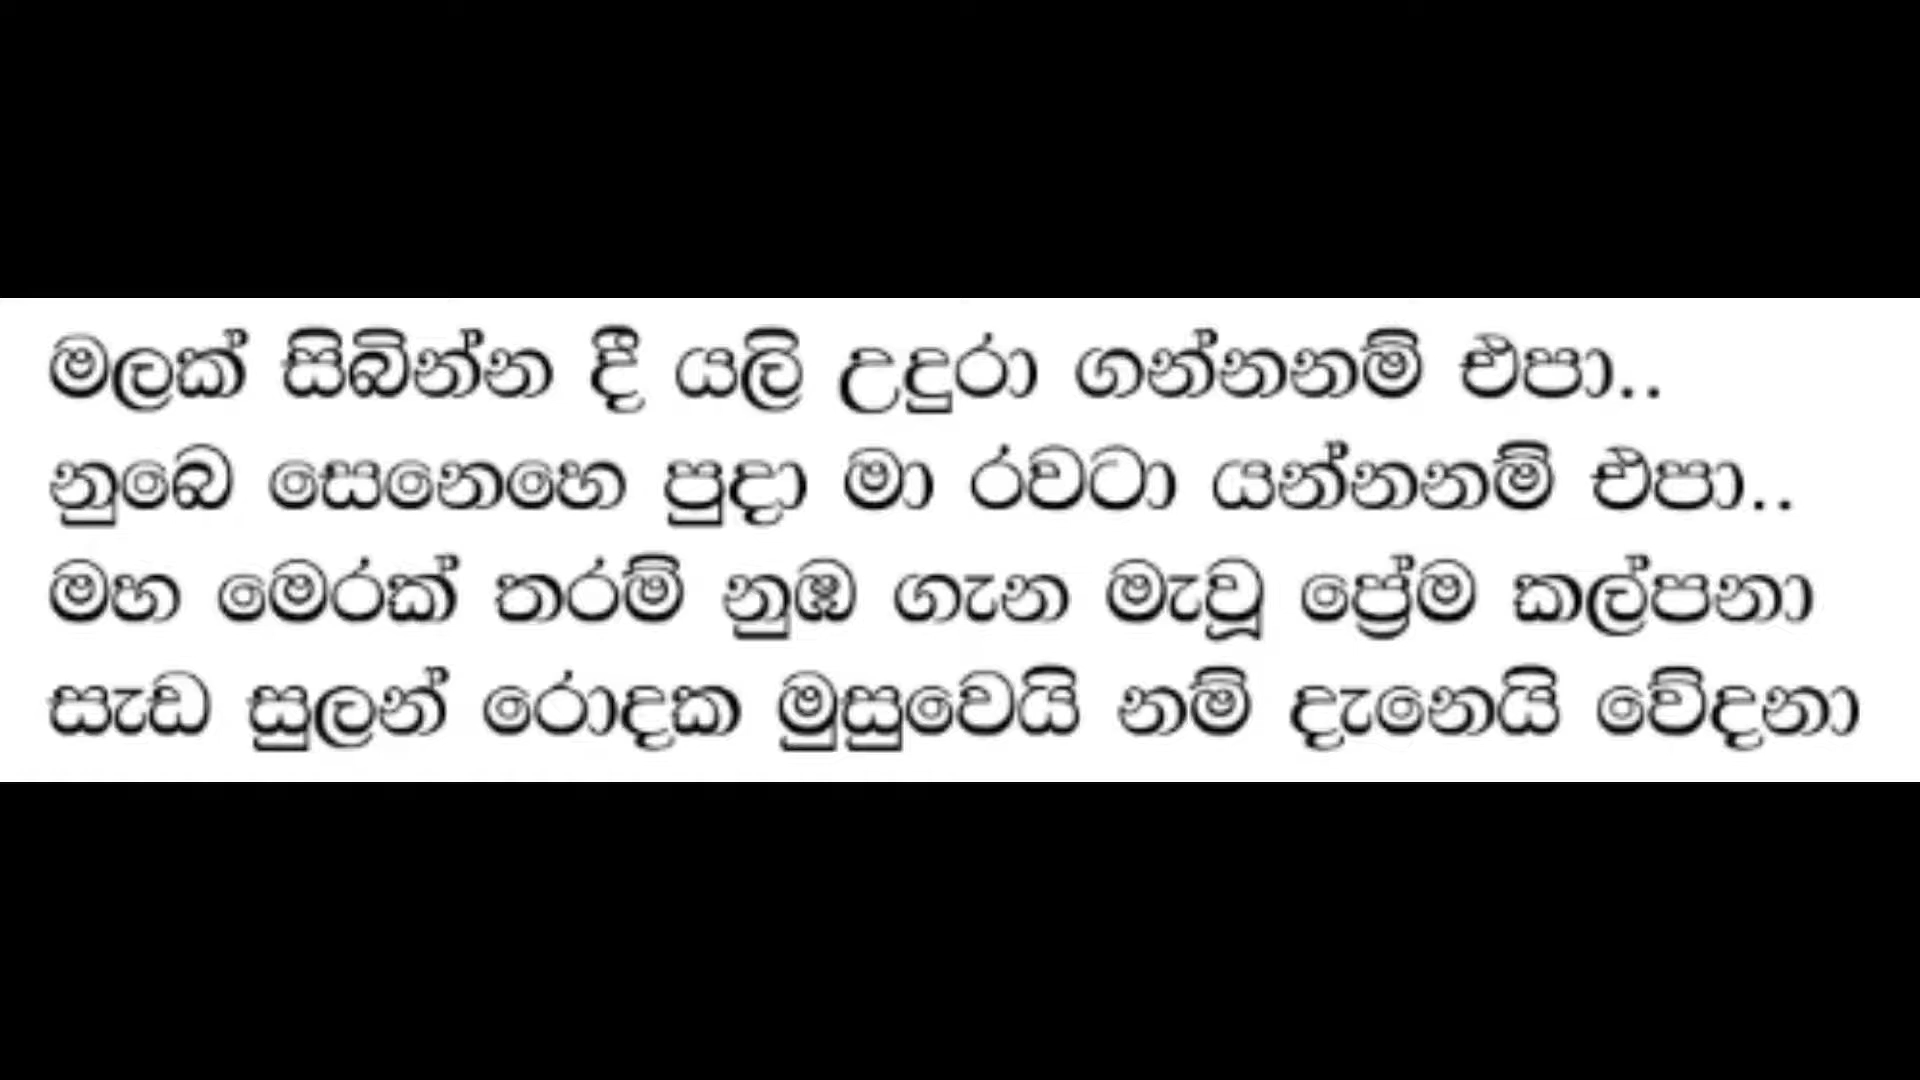 මලක් සිබින්න දී යලි උදුරා ගන්නනම් එපා..
නුබෙ සෙනෙහෙ පුදා මා රවටා යන්නනම් එපා..
මහ මෙරක් තරම් නුඹ ගැන මැවූ ප්‍රේම කල්පනා
සැඩ සුලන් රොදක මුසුවෙයි නම් දැනෙයි වේදනා